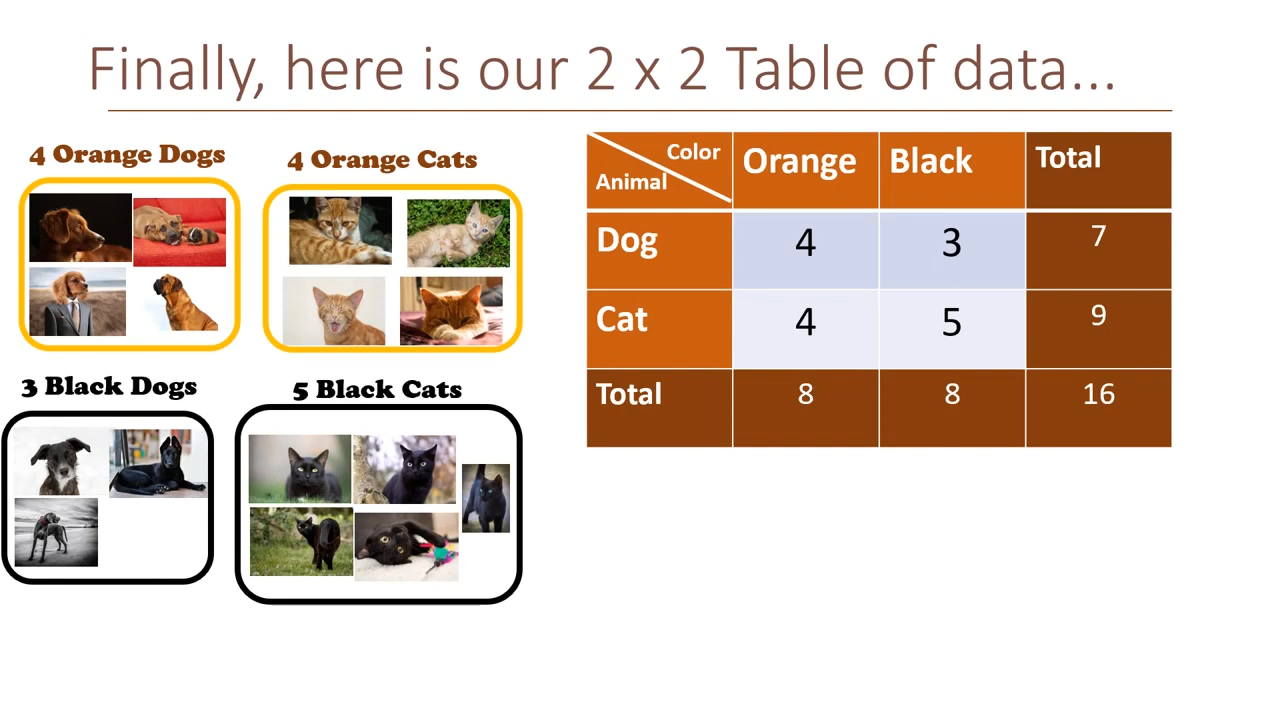 Finally, here is our 2 x 2 Table of data...
4 Orange Dogs
4 Orange Cats
3 Black Dogs
5 Black Cats
Color
Animal
Orange Black Total
Dog 4 3 7
Cat 4 5 9
Total 8 8 16